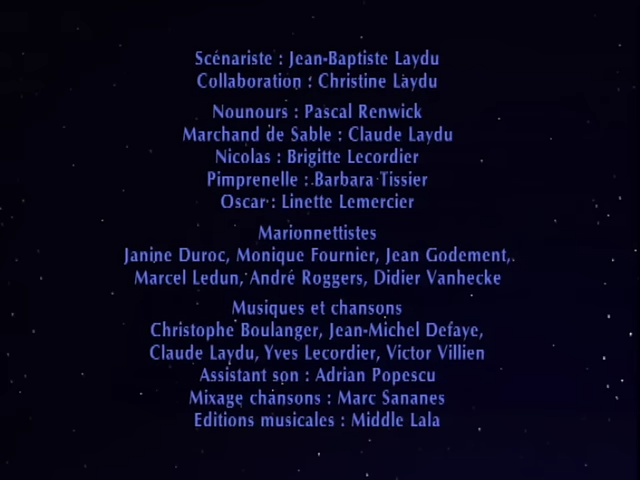 Scénariste : Jean-Baptiste Laydu
Collaboration : Christine Laydu
Nounours : Pascal Renwick
Marchand de Sable : Claude Laydu
Nicolas : Brigitte Lecordier
Pimprenelle : Barbara Tissier
Oscar : Linette Lemercier
Marionnettistes
Janine Duroc, Monique Fournier, Jean Godement,
Marcel Ledun, André Roggers, Didier Vanhecke
Musiques et chansons
Christophe Boulanger, Jean-Michel Defaye,
Claude Laydu, Yves Lecordier, Victor Villien
Assistant son : Adrian Popescu
Mixage chansons : Marc Sananes
Editions musicales : Middle Lala